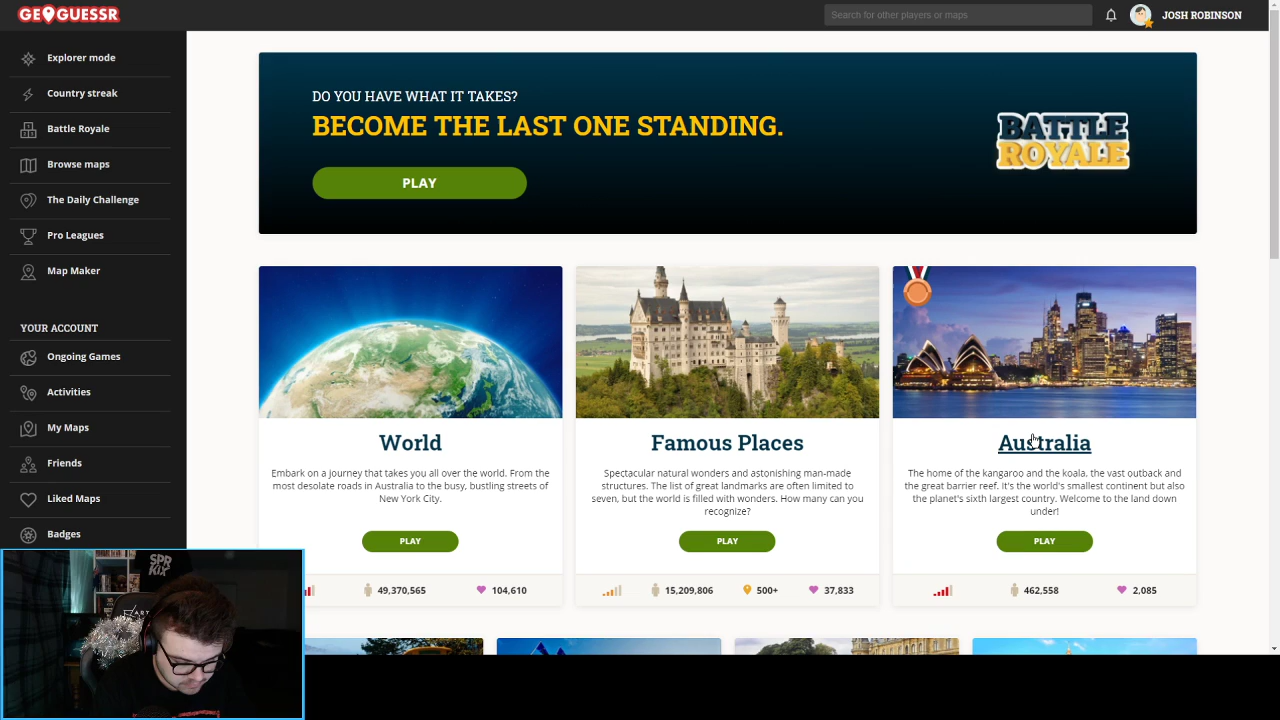 GEOGUESSR
Search for other players or maps
JOSH ROBINSON
Explorer mode
Country streak
Battle Royale
Browse maps
The Daily Challenge
Pro Leagues
Map Maker
YOUR ACCOUNT
Ongoing Games
Activities
My Maps
Friends
Liked Maps
Badges
DO YOU HAVE WHAT IT TAKES?
BECOME THE LAST ONE STANDING.
PLAY
BATTLE
ROYALE
World
Embark on a journey that takes you all over the world. From the
most desolate roads in Australia to the busy, bustling streets of
New York City.
PLAY
49,370,565 104,610
Famous Places
Spectacular natural wonders and astonishing man-made
structures. The list of great landmarks are often limited to
seven, but the world is filled with wonders. How many can you
recognize?
PLAY
15,209,806 500+ 37,833
Australia
The home of the kangaroo and the koala, the vast outback and
the great barrier reef. It's the world's smallest continent but also
the planet's sixth largest country. Welcome to the land down
under!
PLAY
462,558 2,085